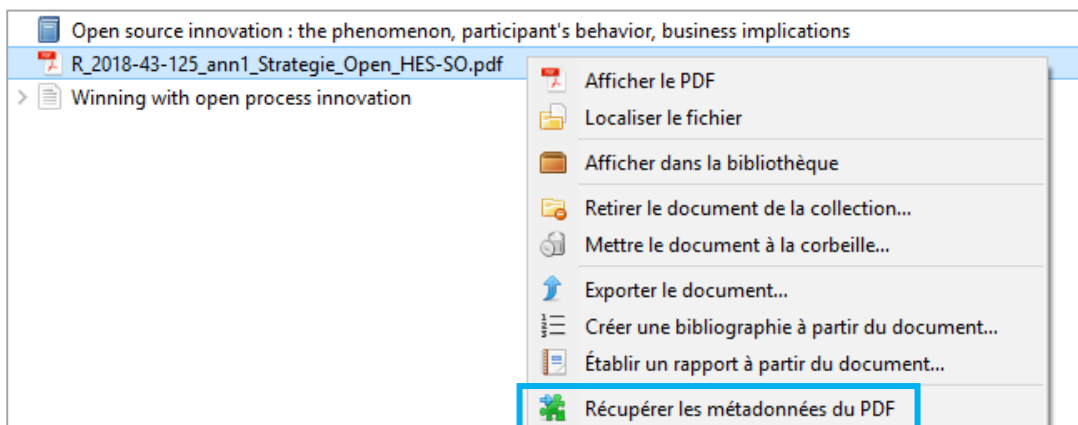 Open source innovation : the phenomenon, participant's behavior, business implications
R_2018-43-125_ann1_Strategie_Open_HES-SO.pdf
Winning with open process innovation
Afficher le PDF
Localiser le fichier
Afficher dans la bibliothèque
Retirer le document de la collection...
Mettre le document à la corbeille...
Exporter le document...
Créer une bibliographie à partir du document...
Établir un rapport à partir du document...
Récupérer les métadonnées du PDF